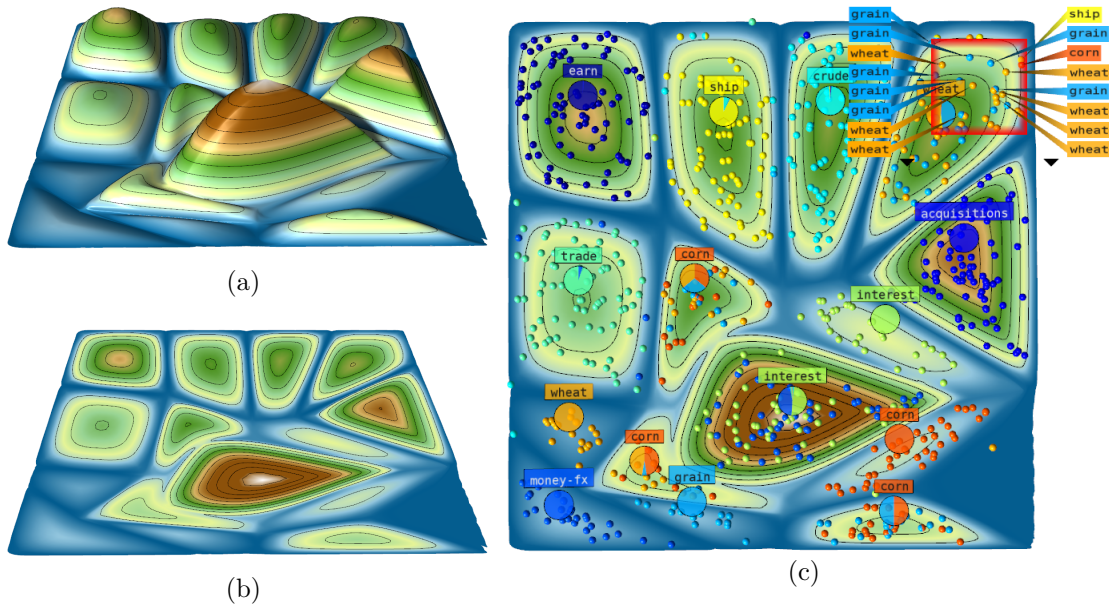 grain
ship
grain
grain
wheat
corn
earn
grain
wheat
crude
ship
grain
wheat
grain
grain
wheat
wheat
wheat
wheat
wheat
acquisitions
trade
corn
(a)
interest
interest
wheat
corn
corn
money-fx
grain
corn
(b)
(c)